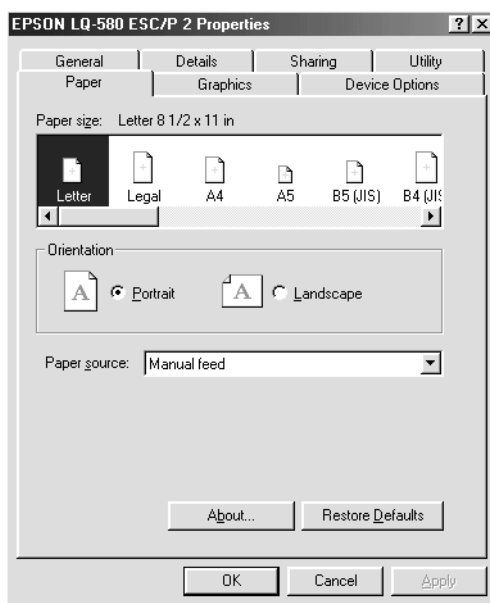 EPSON LQ-580 ESC/P 2 Properties
General Details Sharing Utility
Paper Graphics Device Options
Paper size: Letter 8 1/2 x 11 in
Letter Legal A4 A5 B5 (JIS) B4 (JIS
Orientation
A Portrait A Landscape
Paper source: Manual feed
About... Restore Defaults
OK Cancel Apply